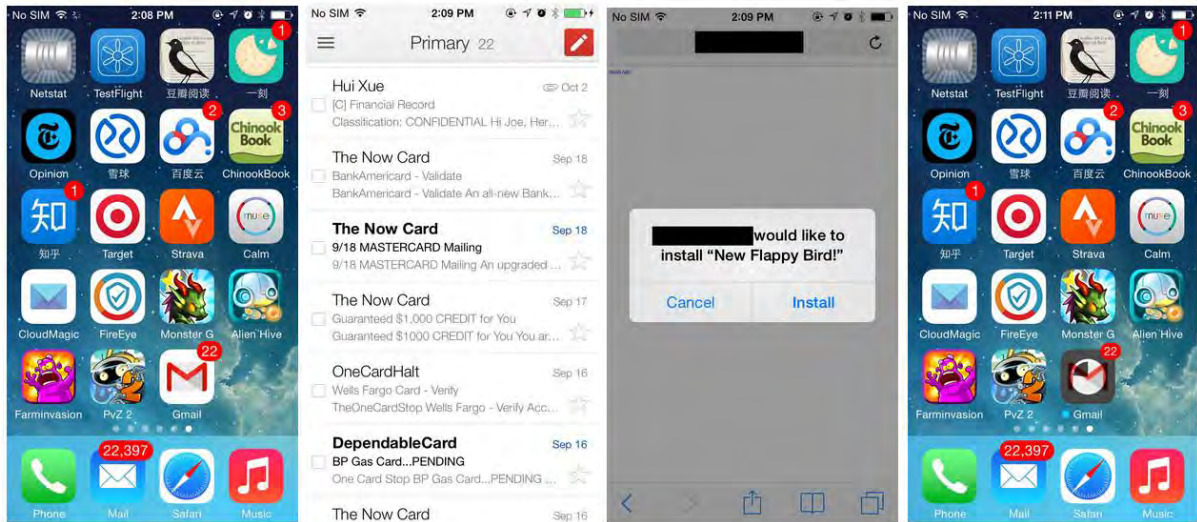 No SIM 2:08 PM
1
Netstat TestFlight 豆瓣阅读 一刻
2 3
Chinook
Book
Opinion 雪球 百度云 ChinookBook
1
知 muse
知乎 Target Strava Calm
CloudMagic FireEye Monster G Alien Hive
22
Farminvasion PvZ 2 Gmail
22,397
Phone Mail Safari Music
No SIM 2:09 PM
Primary 22
Hui Xue Oct 2
[C] Financial Record
Classification: CONFIDENTIAL Hi Joe, Her...
The Now Card Sep 18
BankAmericard - Validate
BankAmericard - Validate An all-new Bank...
The Now Card Sep 18
9/18 MASTERCARD Mailing
9/18 MASTERCARD Mailing An upgraded ...
The Now Card Sep 17
Guaranteed $1,000 CREDIT for You
Guaranteed $1000 CREDIT for You You ar...
OneCardHalt Sep 16
Wells Fargo Card - Verify
TheOneCardStop Wells Fargo - Verify Acc...
DependableCard Sep 16
BP Gas Card...PENDING
One Card Stop BP Gas Card...PENDING ...
The Now Card Sep 16
No SIM 2:09 PM
would like to
install “New Flappy Bird!”
Cancel Install
No SIM 2:11 PM
1
Netstat TestFlight 豆瓣阅读 一刻
2 3
Chinook
Book
Opinion 雪球 百度云 ChinookBook
1
知 muse
知乎 Target Strava Calm
CloudMagic FireEye Monster G Alien Hive
22
Farminvasion PvZ 2 Gmail
22,397
Phone Mail Safari Music